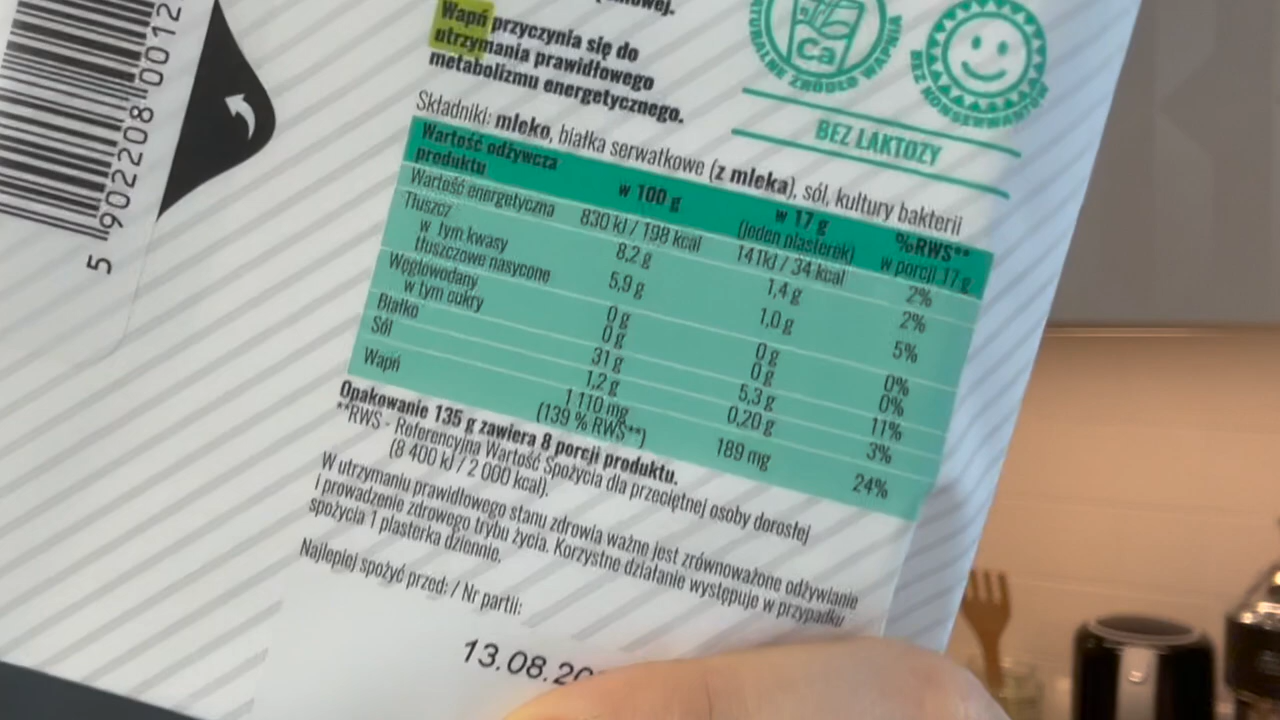 Wapń przyczynia się do
utrzymania prawidłowego
metabolizmu energetycznego.
Ca
BEZ KONSERWANTÓW
BEZ LAKTOZY
Składniki: mleko, białka serwatkowe (z mleka), sól, kultury bakterii
Wartość odżywcza produktu w 100 g w 17 g (jeden plasterek) %RWS** w porcji 17 g
Wartość energetyczna 830 kJ / 198 kcal 141kJ / 34 kcal 2%
Tłuszcz 8,2 g 1,4 g 2%
w tym kwasy tłuszczowe nasycone 5,9 g 1,0 g 5%
Węglowodany 0 g 0 g 0%
w tym cukry 0 g 0 g 0%
Białko 31 g 5,3 g 11%
Sól 1,2 g 0,20 g 3%
Wapń 1 110 mg (139 % RWS**) 189 mg 24%
Opakowanie 135 g zawiera 8 porcji produktu.
**RWS - Referencyjna Wartość Spożycia dla przeciętnej osoby dorosłej
(8 400 kJ / 2 000 kcal).
W utrzymaniu prawidłowego stanu zdrowia ważne jest zrównoważone odżywianie
i prowadzenie zdrowego trybu życia. Korzystne działanie występuje w przypadku
spożycia 1 plasterka dziennie.
Najlepiej spożyć przed: / Nr partii:
13.08.20
5 902208 00012